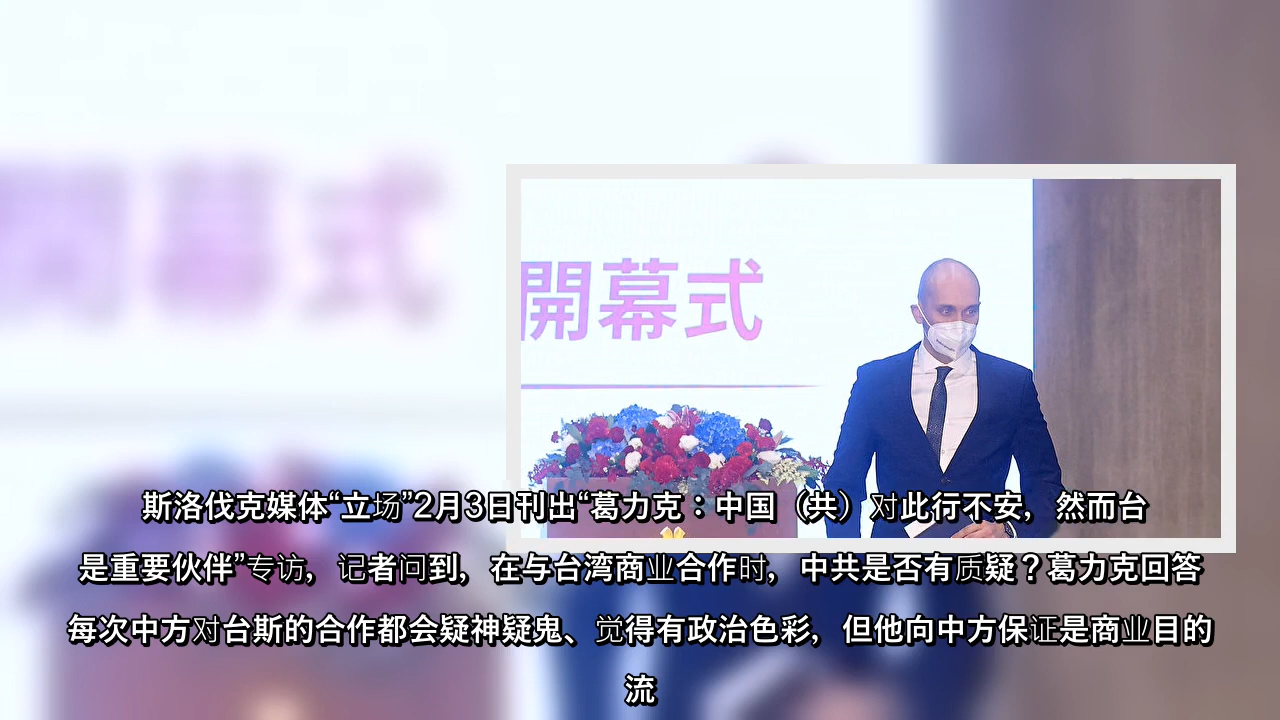 開幕式
斯洛伐克媒体“立场”2月3日刊出“葛力克：中国（共）对此行不安，然而台
是重要伙伴”专访，记者问到，在与台湾商业合作时，中共是否有质疑？葛力克回答
每次中方对台斯的合作都会疑神疑鬼、觉得有政治色彩，但他向中方保证是商业目的
流